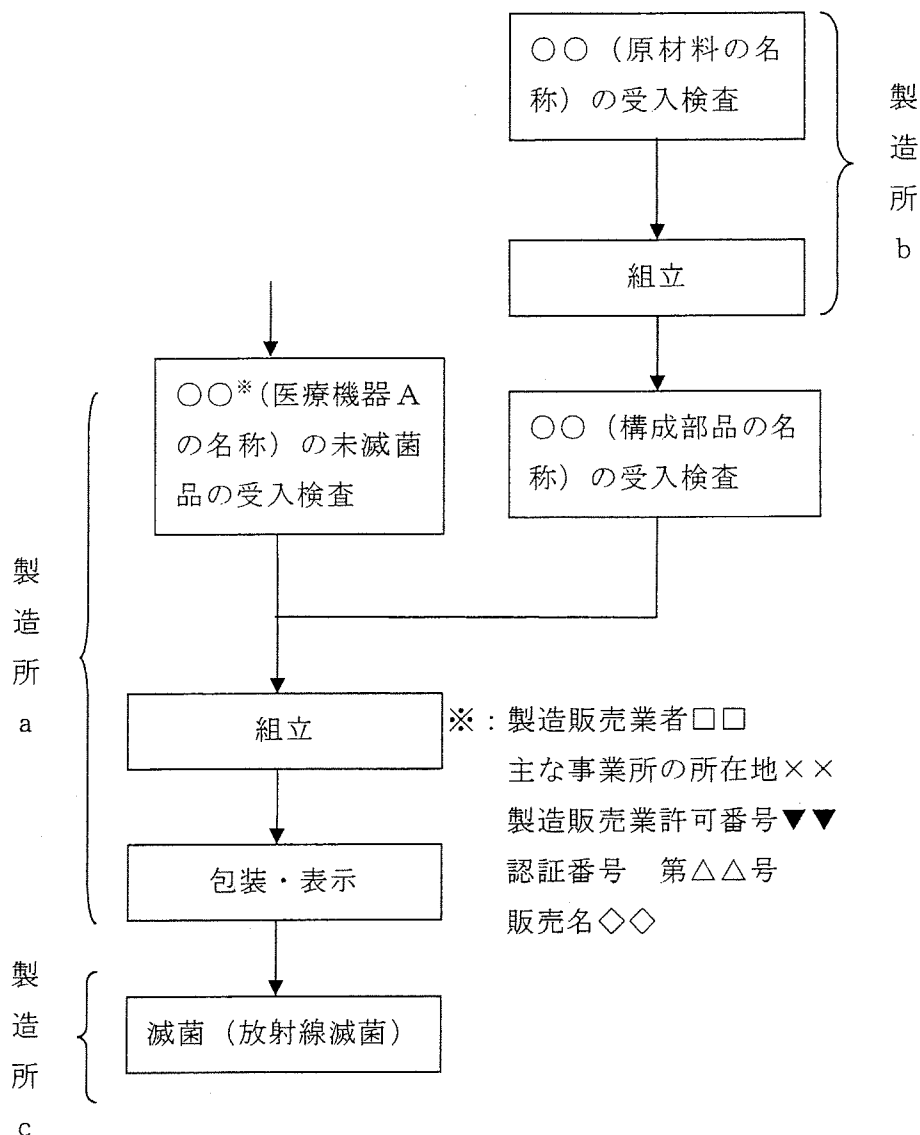 ○○（原材料の名
称）の受入検査
製
造
所
b
組立
○○※（医療機器A
の名称）の未滅菌
品の受入検査
○○（構成部品の名
称）の受入検査
製
造
所
a
組立
※：製造販売業者□□
主な事業所の所在地××
製造販売業許可番号▼▼
認証番号　第△△号
販売名◇◇
包装・表示
製
造
所
c
滅菌（放射線滅菌）